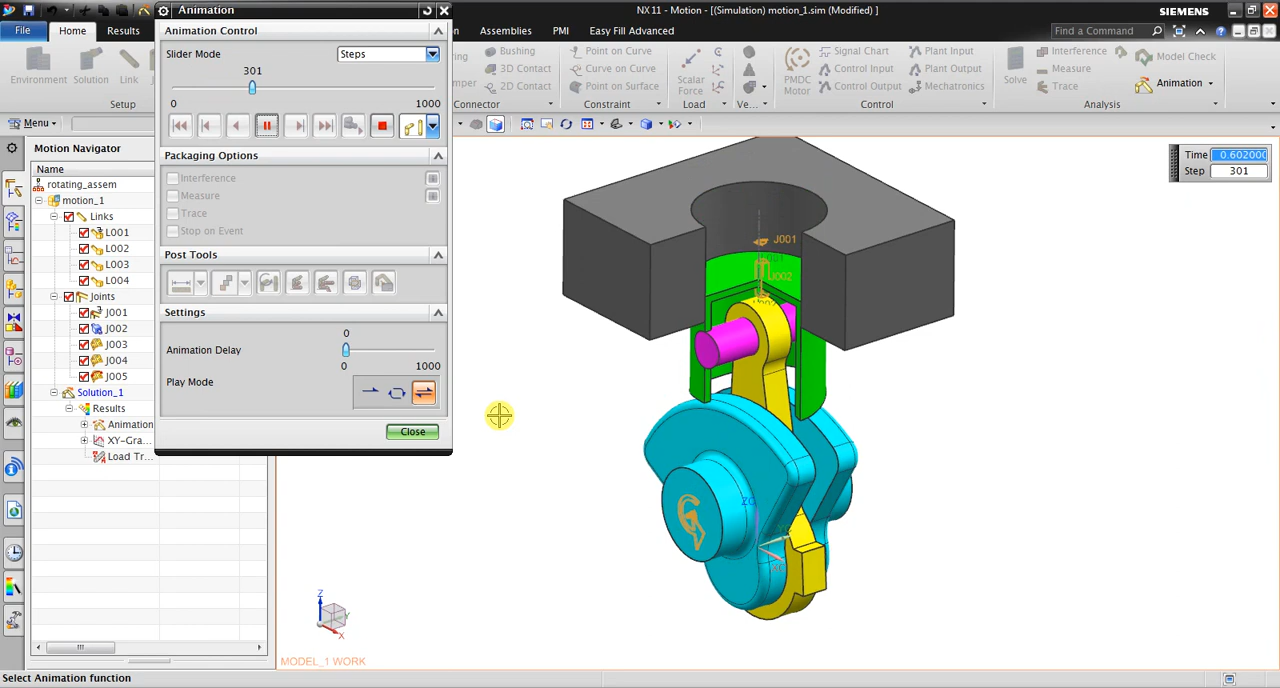 Animation
NX 11 - Motion - [(Simulation) motion_1.sim (Modified) ]
SIEMENS
File
Home
Results
Assemblies
PMI
Easy Fill Advanced
Find a Command
Environment
Solution
Link
Setup
Bushing
3D Contact
2D Contact
Connector
Point on Curve
Curve on Curve
Point on Surface
Constraint
Scalar
Force
Load
Ve...
PMDC
Motor
Signal Chart
Control Input
Control Output
Plant Input
Plant Output
Mechatronics
Control
Solve
Interference
Measure
Trace
Model Check
Animation
Analysis
Menu
Motion Navigator
Name
rotating_assem
motion_1
Links
L001
L002
L003
L004
Joints
J001
J002
J003
J004
J005
Solution_1
Results
Animation
XY-Gra...
Load Tr...
Animation Control
Slider Mode
Steps
301
0
1000
Packaging Options
Interference
Measure
Trace
Stop on Event
Post Tools
Settings
0
Animation Delay
0
1000
Play Mode
Close
Time
0.602000
Step
301
J001
J002
ZC
XC
Z
Y
X
MODEL_1 WORK
Select Animation function